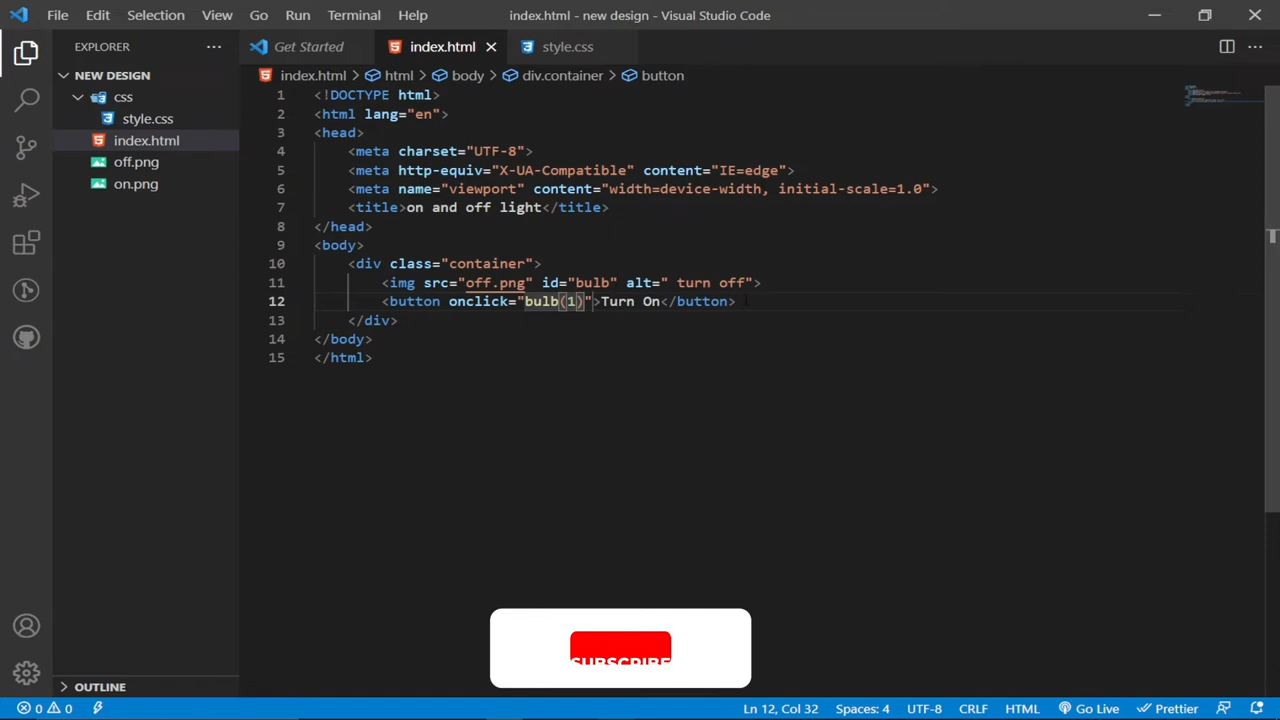 File Edit Selection View Go Run Terminal Help index.html - new design - Visual Studio Code
EXPLORER ... Get Started index.html style.css
NEW DESIGN
index.html > html > body > div.container > button
css
style.css
index.html
off.png
on.png
1 <!DOCTYPE html>
2 <html lang="en">
3 <head>
4 <meta charset="UTF-8">
5 <meta http-equiv="X-UA-Compatible" content="IE=edge">
6 <meta name="viewport" content="width=device-width, initial-scale=1.0">
7 <title>on and off light</title>
8 </head>
9 <body>
10 <div class="container">
11 <img src="off.png" id="bulb" alt=" turn off">
12 <button onclick="bulb(1)">Turn On</button>
13 </div>
14 </body>
15 </html>
SUBSCRIBE
OUTLINE
0 0 Ln 12, Col 32 Spaces: 4 UTF-8 CRLF HTML Go Live Prettier